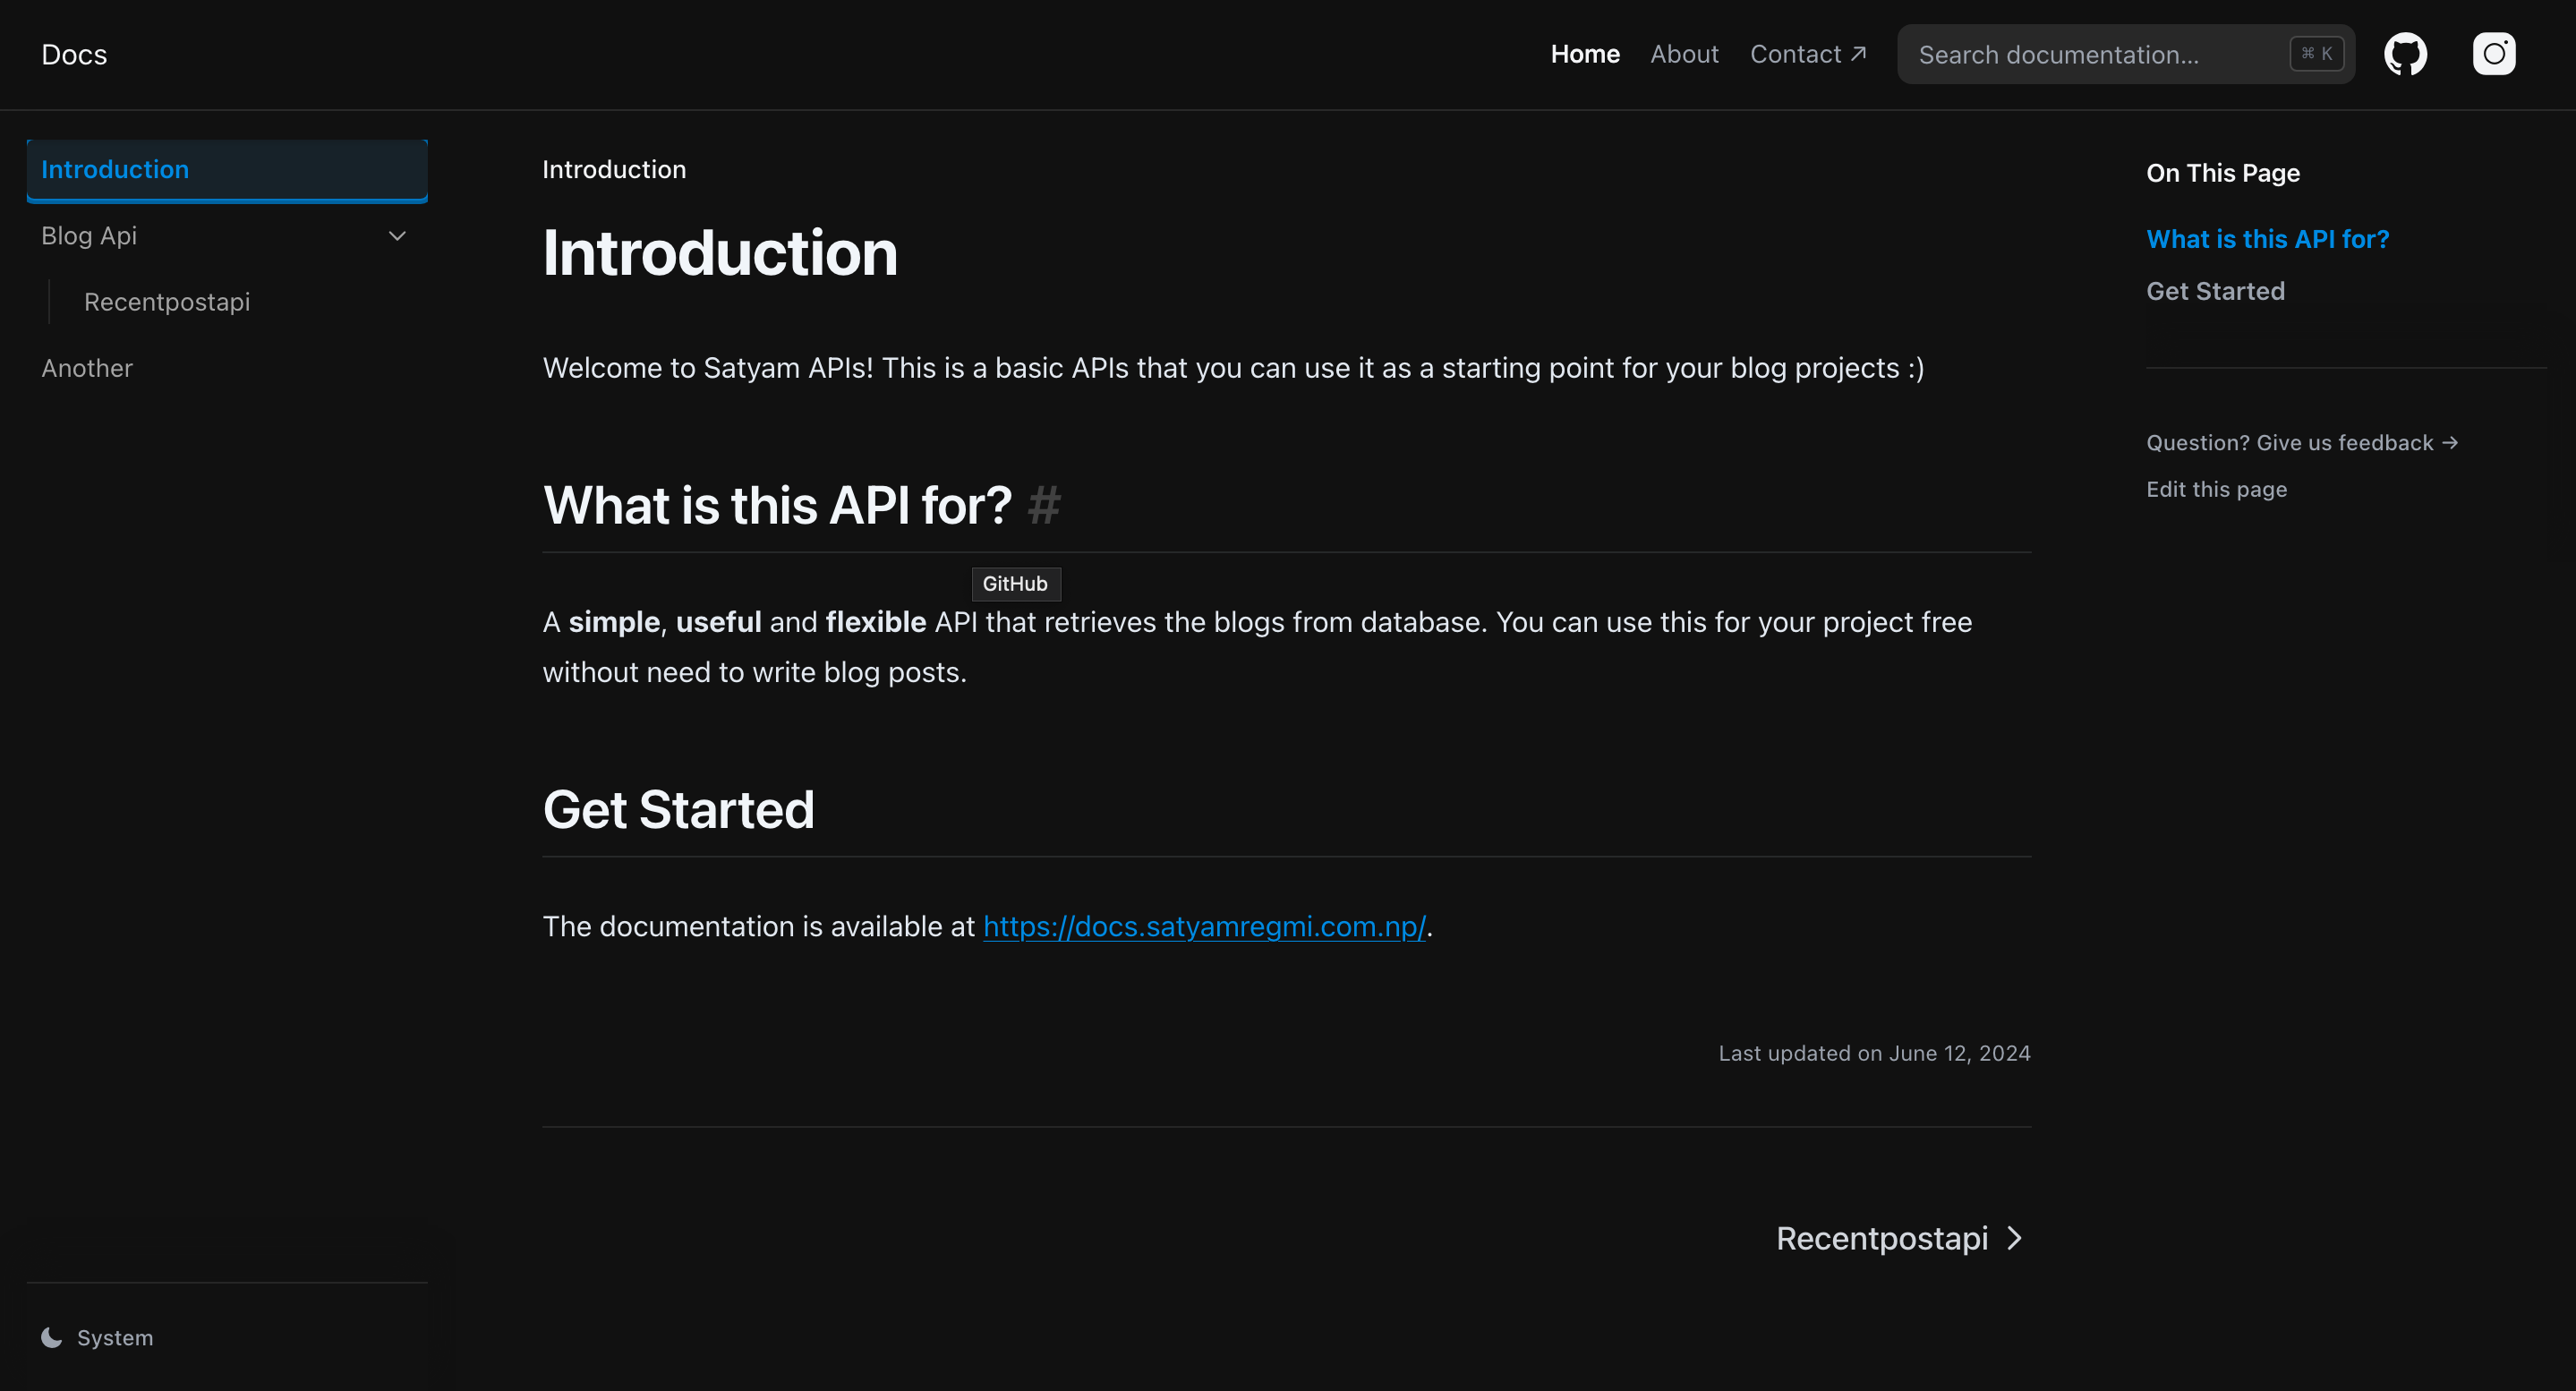 Docs
Home
About
Contact ↗
Search documentation...
⌘ K
Introduction
Blog Api
Recentpostapi
Another
Introduction
Introduction
Welcome to Satyam APIs! This is a basic APIs that you can use it as a starting point for your blog projects :)
What is this API for? #
GitHub
A simple, useful and flexible API that retrieves the blogs from database. You can use this for your project free
without need to write blog posts.
Get Started
The documentation is available at https://docs.satyamregmi.com.np/.
Last updated on June 12, 2024
Recentpostapi
On This Page
What is this API for?
Get Started
Question? Give us feedback →
Edit this page
System